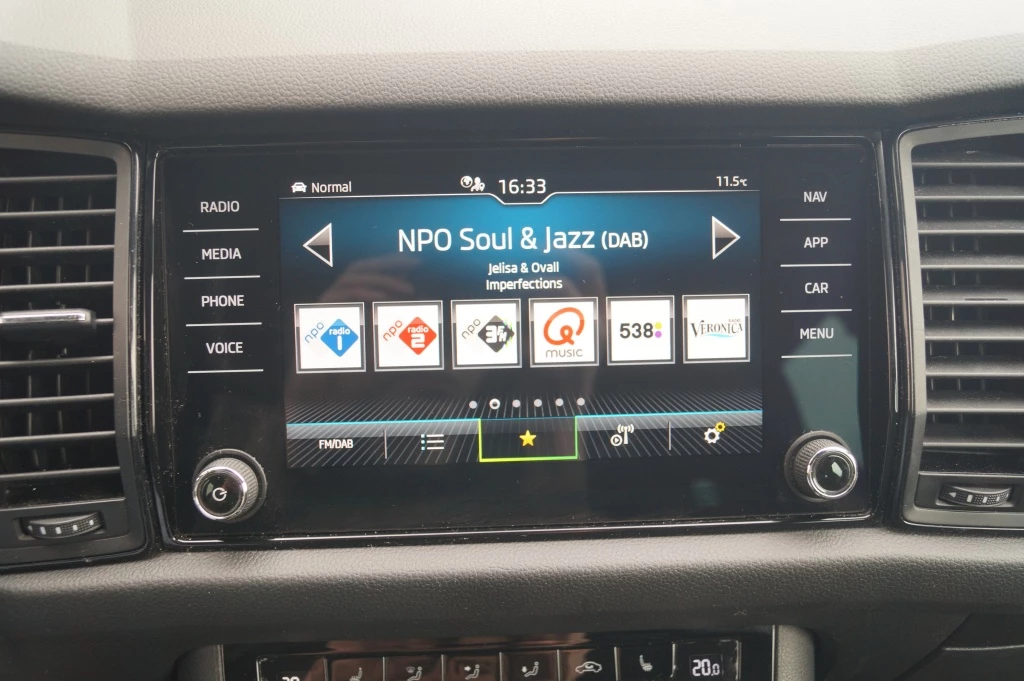 Normal
16:33
11.5°C
RADIO
MEDIA
PHONE
VOICE
NPO Soul & Jazz (DAB)
Jelisa & Ovall
Imperfections
npo radio 1
npo radio 2
npo 3FM
Q MUSIC
538
RADIO VERONICA
FM/DAB
NAV
APP
CAR
MENU
20.0